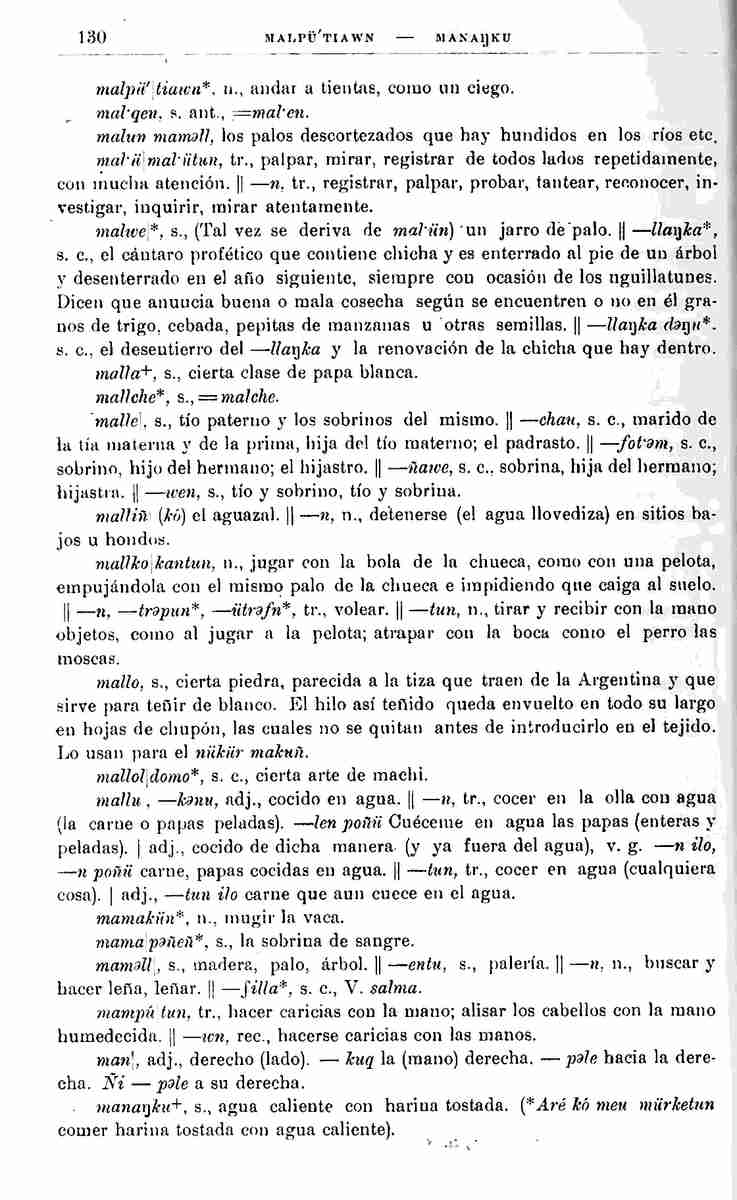 130 MALPÜ'TIAWN — MANAŊKU
malpü'|tiawn*, n., andar a tientas, como un ciego.
mal·qen, s. ant., =mal·en.
malun mamǝll, los palos descortezados que hay hundidos en los ríos etc.
mal·ü|mal·ütun, tr., palpar, mirar, registrar de todos lados repetidamente,
con mucha atención. || —n, tr., registrar, palpar, probar, tantear, reconocer, in-
vestigar, inquirir, mirar atentamente.
malwe|*, s., (Tal vez se deriva de mal·ün) un jarro de palo. || —llaŋka*,
s. c., el cántaro profético que contiene chicha y es enterrado al pie de un árbol
y desenterrado en el año siguiente, siempre con ocasión de los nguillatunes.
Dicen que anuncia buena o mala cosecha según se encuentren o no en él gra-
nos de trigo, cebada, pepitas de manzanas u otras semillas. || —llaŋka dǝŋu*.
s. c., el desentierro del —llaŋka y la renovación de la chicha que hay dentro.
malla+, s., cierta clase de papa blanca.
mallche*, s., = malche.
malle|, s., tío paterno y los sobrinos del mismo. || —chau, s. c., marido de
la tía materna y de la prima, hija del tío materno; el padrasto. || —fot·ǝm, s. c.,
sobrino, hijo del hermano; el hijastro. || —ñawe, s. c., sobrina, hija del hermano;
hijastra. || —wen, s., tío y sobrino, tío y sobrina.
malliñ| (kó) el aguazal. || —n, n., detenerse (el agua llovediza) en sitios ba-
jos u hondos.
mallko|kantun, n., jugar con la bola de la chueca, como con una pelota,
empujándola con el mismo palo de la chueca e impidiendo que caiga al suelo.
|| —n, —trǝpun*, —ütrǝfn*, tr., volear. || —tun, n., tirar y recibir con la mano
objetos, como al jugar a la pelota; atrapar con la boca como el perro las
moscas.
mallo, s., cierta piedra, parecida a la tiza que traen de la Argentina y que
sirve para teñir de blanco. El hilo así teñido queda envuelto en todo su largo
en hojas de chupón, las cuales no se quitan antes de introducirlo en el tejido.
Lo usan para el nükür makuñ.
mallol|domo*, s. c., cierta arte de machi.
mallu|, —kǝnu, adj., cocido en agua. || —n, tr., cocer en la olla con agua
(la carne o papas peladas). —len poñü Cuéceme en agua las papas (enteras y
peladas). | adj., cocido de dicha manera (y ya fuera del agua), v. g. —n ilo,
—n poñü carne, papas cocidas en agua. || —tun, tr., cocer en agua (cualquiera
cosa). | adj., —tun ilo carne que aun cuece en el agua.
mamakün*, n., mugir la vaca.
mama|pǝñeñ*, s., la sobrina de sangre.
mamǝll|, s., madera, palo, árbol. || —entu, s., palería. || —n, n., buscar y
hacer leña, leñar. || —filla*, s. c., V. salma.
mampú|tun, tr., hacer caricias con la mano; alisar los cabellos con la mano
humedecida. || —wn, rec., hacerse caricias con las manos.
man|, adj., derecho (lado). — kuq la (mano) derecha. — pǝle hacia la dere-
cha. Ñi — pǝle a su derecha.
manaŋku+, s., agua caliente con harina tostada. (*Aré kó meu mürketun
comer harina tostada con agua caliente).